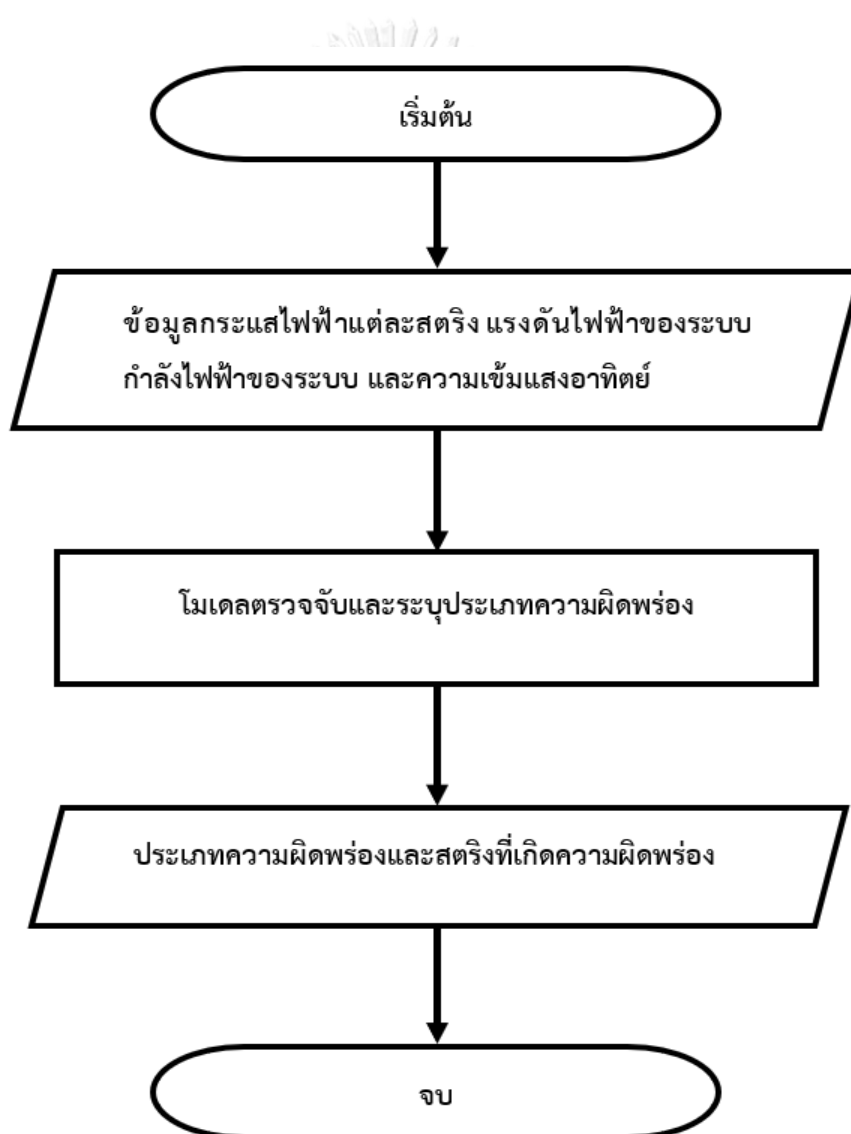 เริ่มต้น
ข้อมูลกระแสไฟฟ้าแต่ละสตริง แรงดันไฟฟ้าของระบบ
กำลังไฟฟ้าของระบบ และความเข้มแสงอาทิตย์
โมเดลตรวจจับและระบุประเภทความผิดพร่อง
ประเภทความผิดพร่องและสตริงที่เกิดความผิดพร่อง
จบ